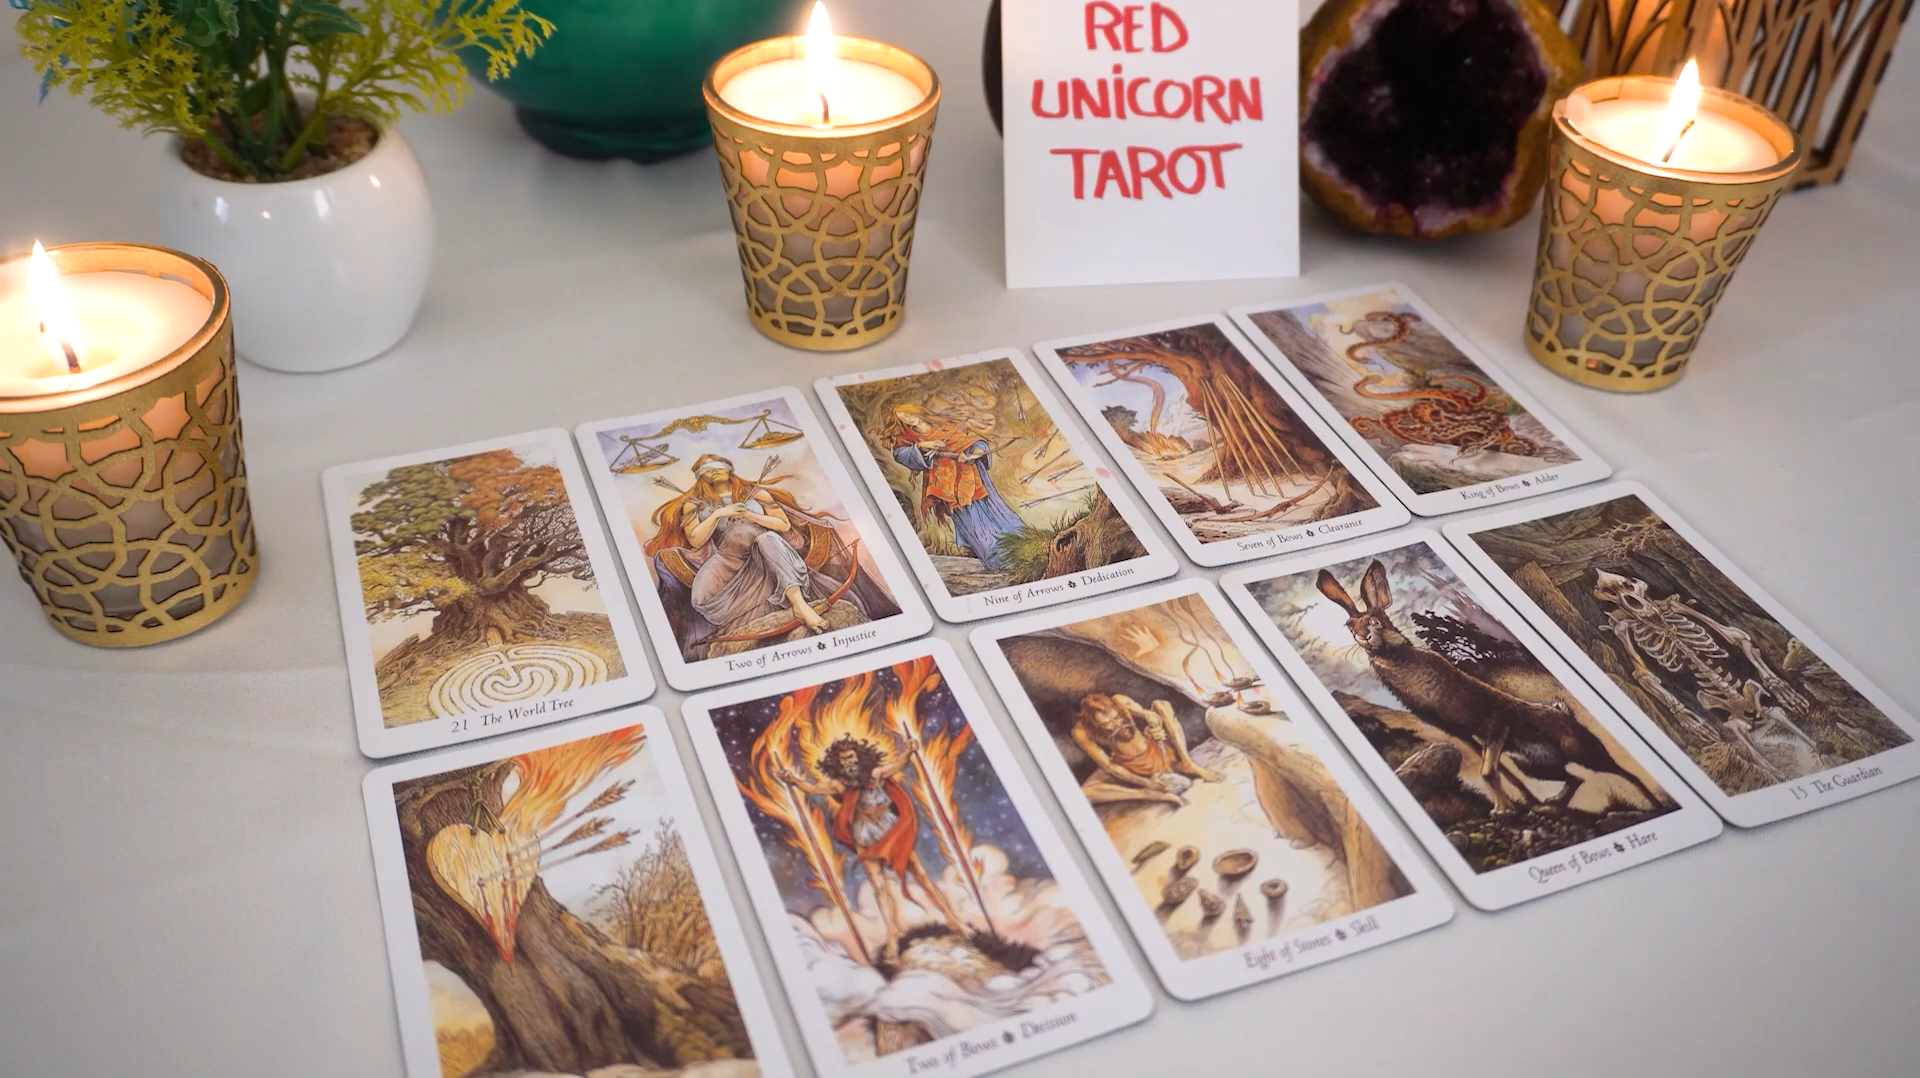 RED
UNICORN
TAROT
21 The World Tree
Two of Arrows Injustice
Nine of Arrows Dedication
Seven of Bows Clearance
King of Bows Adder
Two of Bows Decision
Eight of Stones Skill
Queen of Bows Hare
15 The Guardian